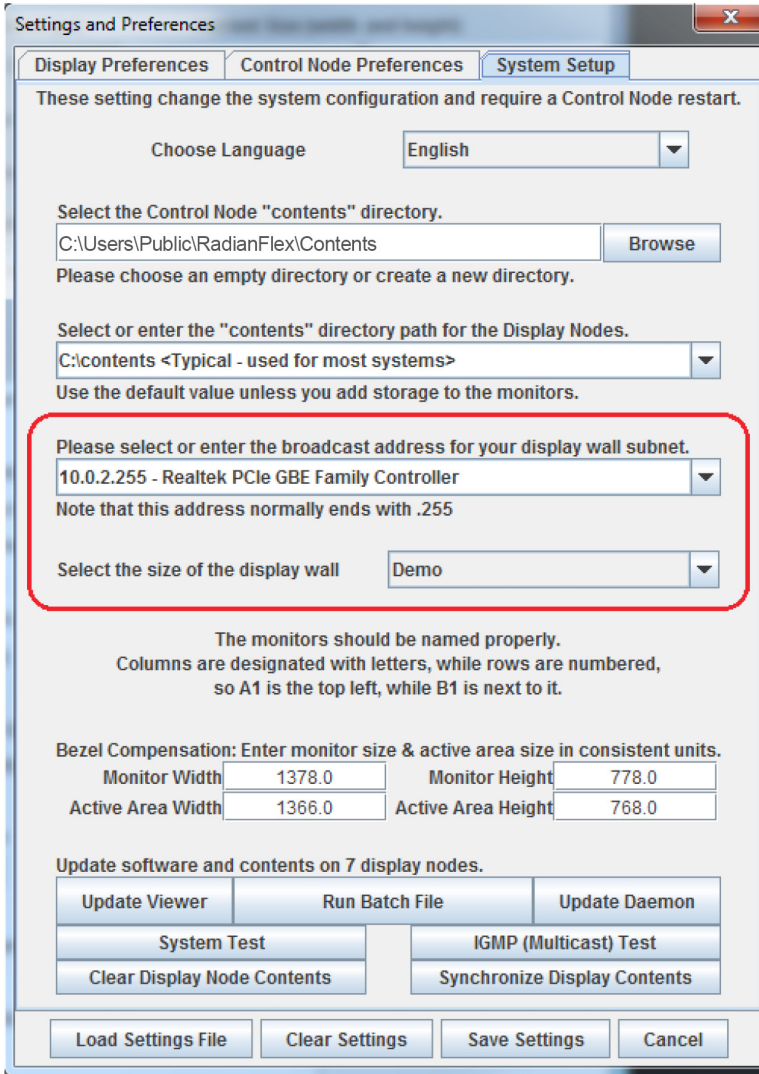 Settings and Preferences
Display Preferences Control Node Preferences System Setup
These setting change the system configuration and require a Control Node restart.
Choose Language English
Select the Control Node "contents" directory.
C:\Users\Public\RadianFlex\Contents Browse
Please choose an empty directory or create a new directory.
Select or enter the "contents" directory path for the Display Nodes.
C:\contents <Typical - used for most systems>
Use the default value unless you add storage to the monitors.
Please select or enter the broadcast address for your display wall subnet.
10.0.2.255 - Realtek PCIe GBE Family Controller
Note that this address normally ends with .255
Select the size of the display wall Demo
The monitors should be named properly.
Columns are designated with letters, while rows are numbered,
so A1 is the top left, while B1 is next to it.
Bezel Compensation: Enter monitor size & active area size in consistent units.
Monitor Width 1378.0 Monitor Height 778.0
Active Area Width 1366.0 Active Area Height 768.0
Update software and contents on 7 display nodes.
Update Viewer Run Batch File Update Daemon
System Test IGMP (Multicast) Test
Clear Display Node Contents Synchronize Display Contents
Load Settings File Clear Settings Save Settings Cancel